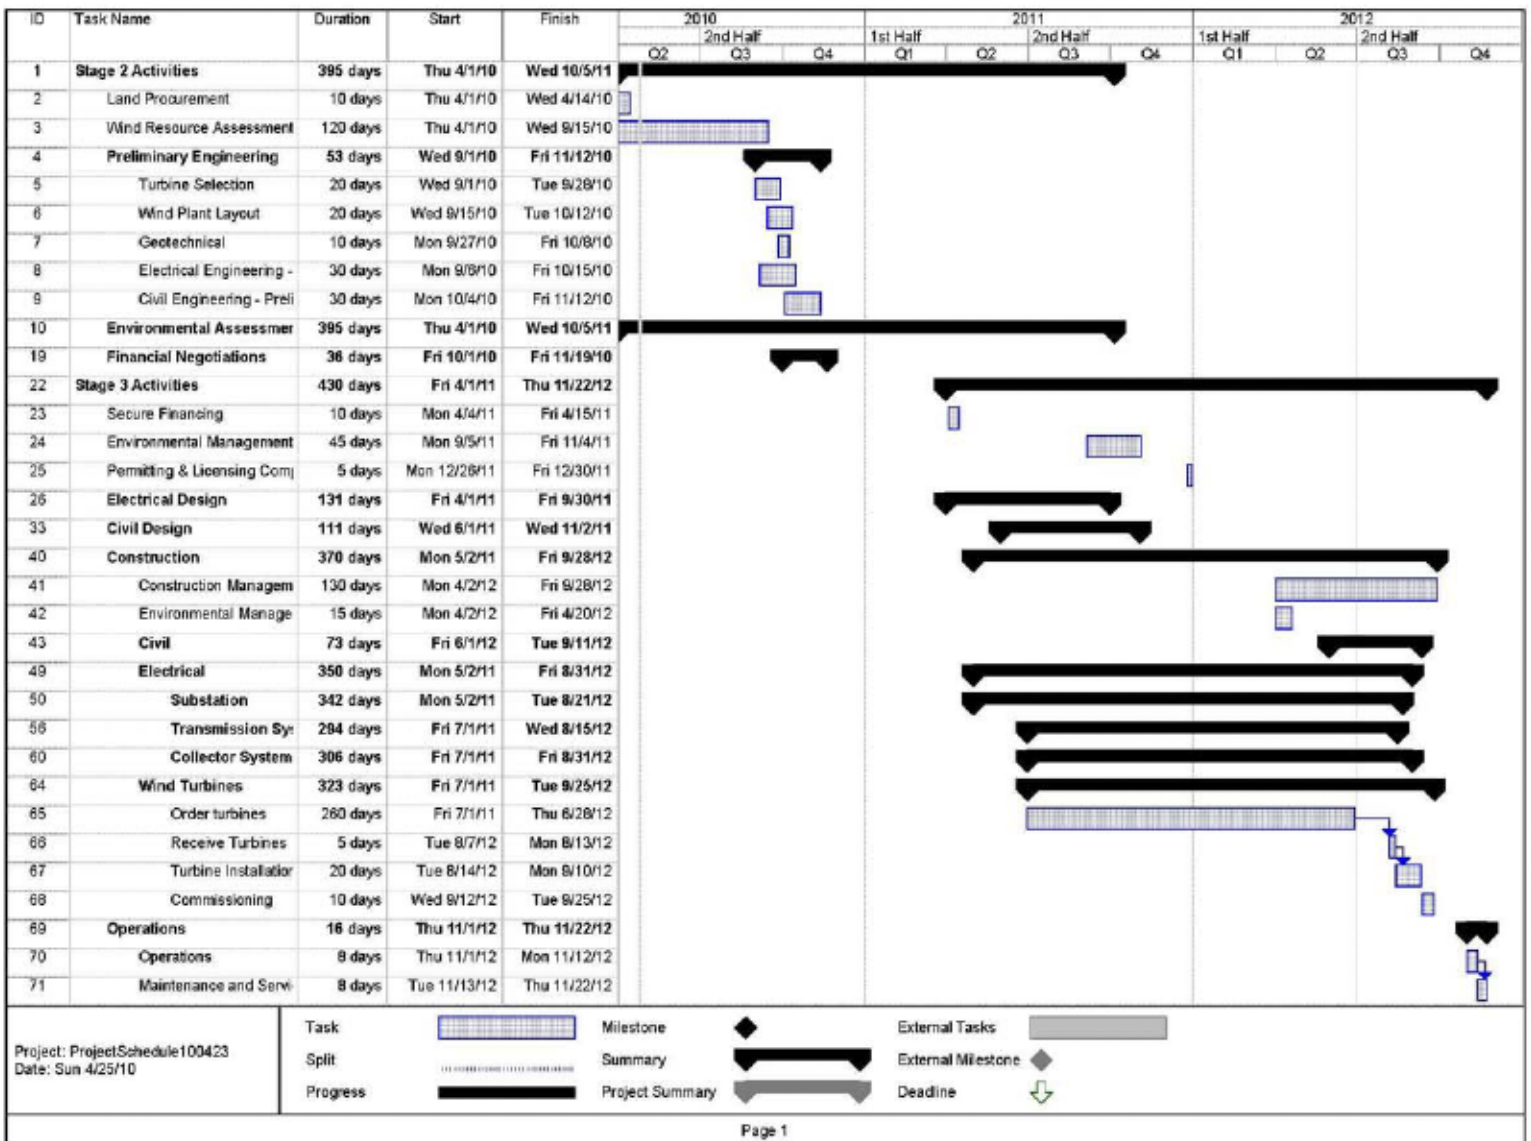 ID Task Name Duration Start Finish 2010 2011 2012
2nd Half 1st Half 2nd Half 1st Half 2nd Half
Q2 Q3 Q4 Q1 Q2 Q3 Q4 Q1 Q2 Q3 Q4
1 Stage 2 Activities 395 days Thu 4/1/10 Wed 10/5/11
2 Land Procurement 10 days Thu 4/1/10 Wed 4/14/10
3 Wind Resource Assessment 120 days Thu 4/1/10 Wed 9/15/10
4 Preliminary Engineering 53 days Wed 9/1/10 Fri 11/12/10
5 Turbine Selection 20 days Wed 9/1/10 Tue 9/28/10
6 Wind Plant Layout 20 days Wed 9/15/10 Tue 10/12/10
7 Geotechnical 10 days Mon 9/27/10 Fri 10/8/10
8 Electrical Engineering - 30 days Mon 9/6/10 Fri 10/15/10
9 Civil Engineering - Preli 30 days Mon 10/4/10 Fri 11/12/10
10 Environmental Assessmer 395 days Thu 4/1/10 Wed 10/5/11
19 Financial Negotiations 36 days Fri 10/1/10 Fri 11/19/10
22 Stage 3 Activities 430 days Fri 4/1/11 Thu 11/22/12
23 Secure Financing 10 days Mon 4/4/11 Fri 4/15/11
24 Environmental Management 45 days Mon 9/5/11 Fri 11/4/11
25 Permitting & Licensing Comp 5 days Mon 12/26/11 Fri 12/30/11
26 Electrical Design 131 days Fri 4/1/11 Fri 9/30/11
33 Civil Design 111 days Wed 6/1/11 Wed 11/2/11
40 Construction 370 days Mon 5/2/11 Fri 9/28/12
41 Construction Managem 130 days Mon 4/2/12 Fri 9/28/12
42 Environmental Manage 15 days Mon 4/2/12 Fri 4/20/12
43 Civil 73 days Fri 6/1/12 Tue 9/11/12
49 Electrical 350 days Mon 5/2/11 Fri 8/31/12
50 Substation 342 days Mon 5/2/11 Tue 8/21/12
56 Transmission Sys 294 days Fri 7/1/11 Wed 8/15/12
60 Collector System 306 days Fri 7/1/11 Fri 8/31/12
64 Wind Turbines 323 days Fri 7/1/11 Tue 9/25/12
65 Order turbines 260 days Fri 7/1/11 Thu 6/28/12
66 Receive Turbines 5 days Tue 8/7/12 Mon 8/13/12
67 Turbine Installatior 20 days Tue 8/14/12 Mon 9/10/12
68 Commissioning 10 days Wed 9/12/12 Tue 9/25/12
69 Operations 16 days Thu 11/1/12 Thu 11/22/12
70 Operations 8 days Thu 11/1/12 Mon 11/12/12
71 Maintenance and Servi 8 days Tue 11/13/12 Thu 11/22/12
Project: ProjectSchedule100423
Date: Sun 4/25/10
Task Milestone External Tasks
Split Summary External Milestone
Progress Project Summary Deadline
Page 1